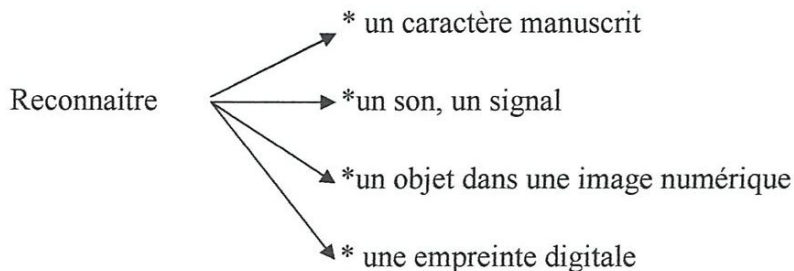 * un caractère manuscrit
Reconnaitre
*un son, un signal
*un objet dans une image numérique
* une empreinte digitale